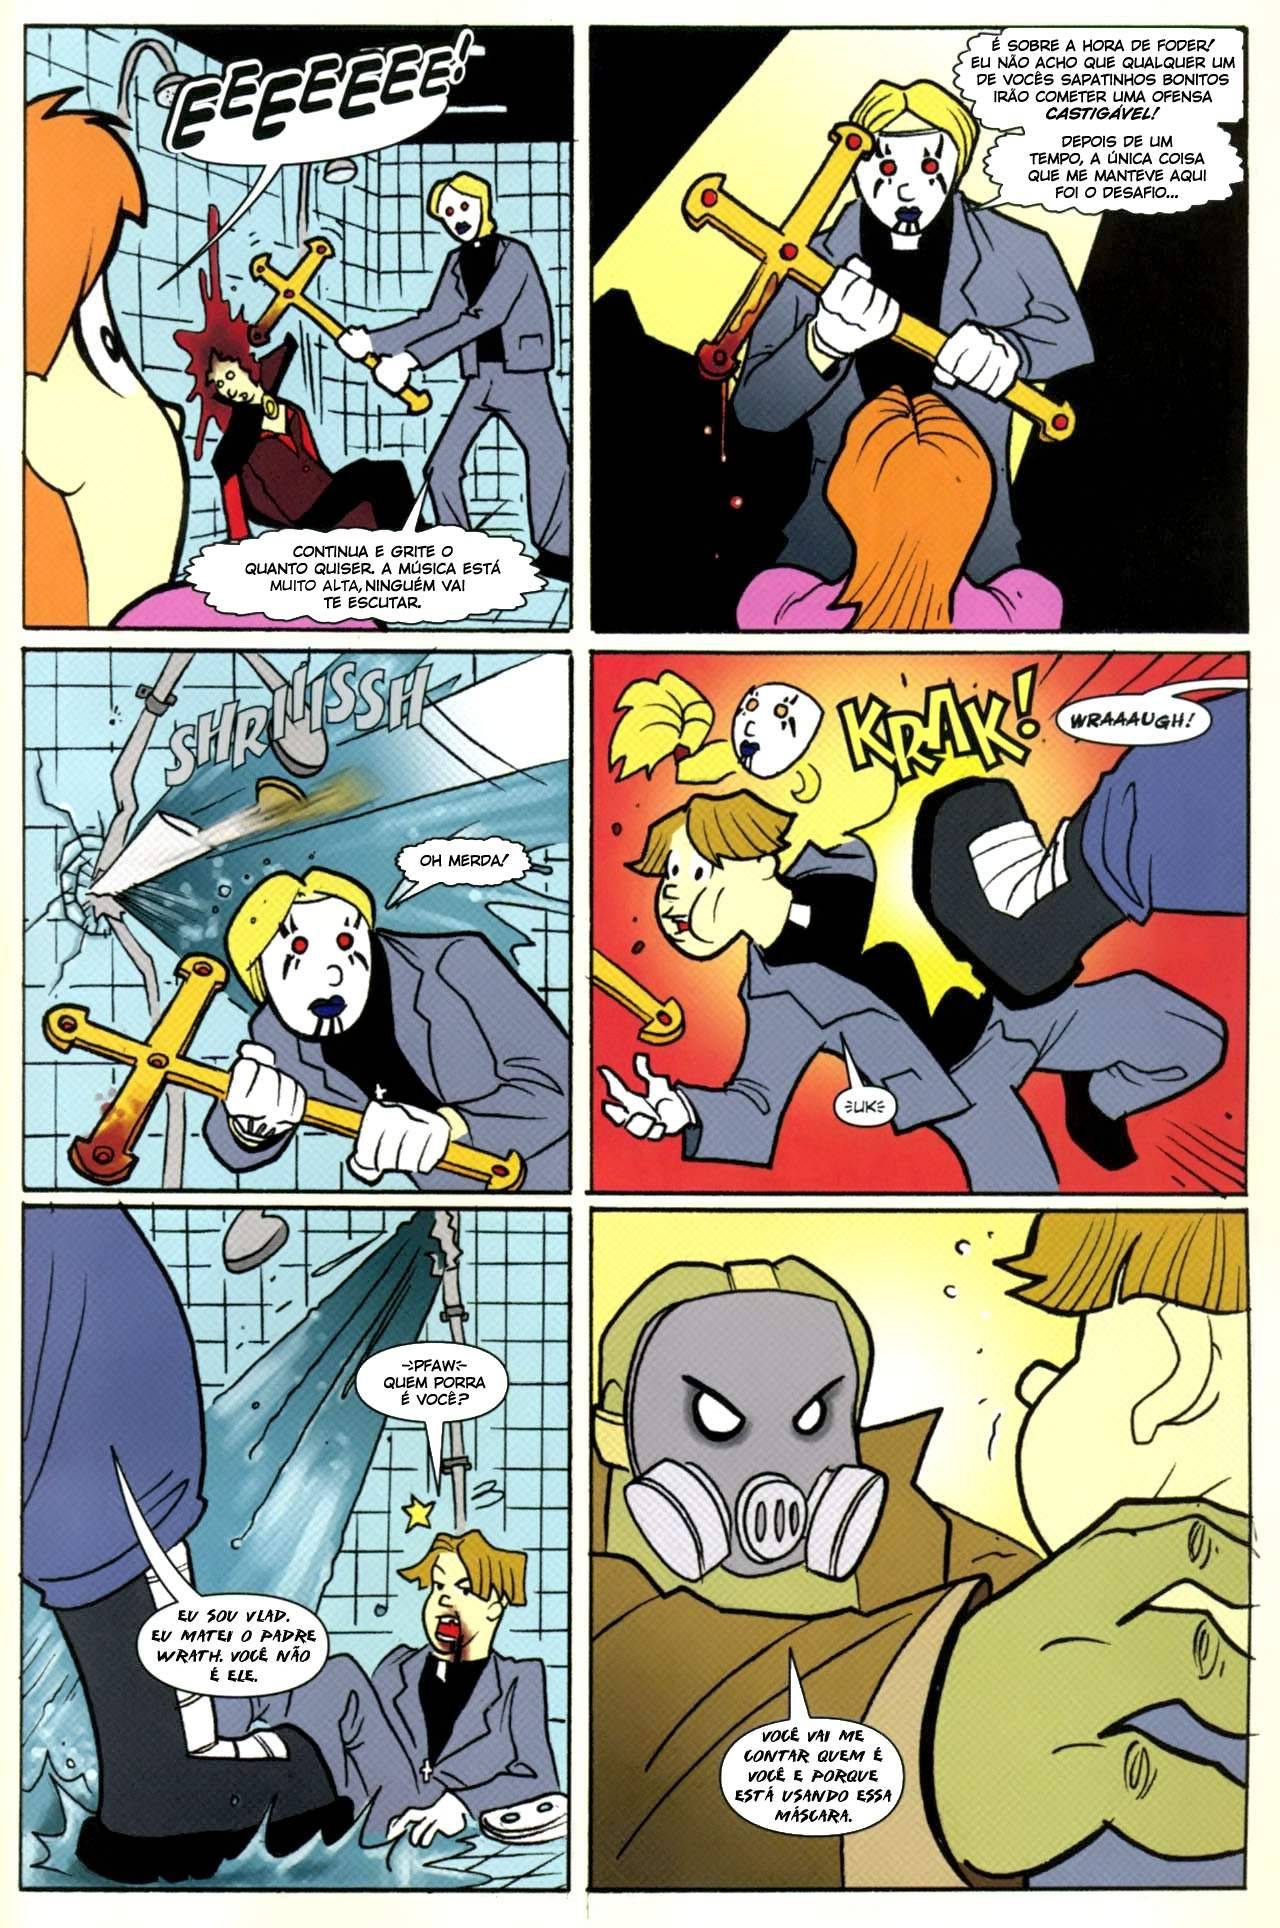 EEEEEEEE!
CONTINUA E GRITE O
QUANTO QUISER. A MÚSICA ESTÁ
MUITO ALTA, NINGUÉM VAI
TE ESCUTAR.
É SOBRE A HORA DE FODER!
EU NÃO ACHO QUE QUALQUER UM
DE VOCÊS SAPATINHOS BONITOS
IRÃO COMETER UMA OFENSA
CASTIGÁVEL!
DEPOIS DE UM
TEMPO, A ÚNICA COISA
QUE ME MANTEVE AQUI
FOI O DESAFIO...
SHRIIISSH
OH MERDA!
KRAK!
WRAAAUGH!
UK
PFAW
QUEM PORRA
É VOCÊ?
EU SOU VLAD.
EU MATEI O PADRE
WRATH. VOCÊ NÃO
É ELE.
VOCÊ VAI ME
CONTAR QUEM É
VOCÊ E PORQUE
ESTÁ USANDO ESSA
MÁSCARA.